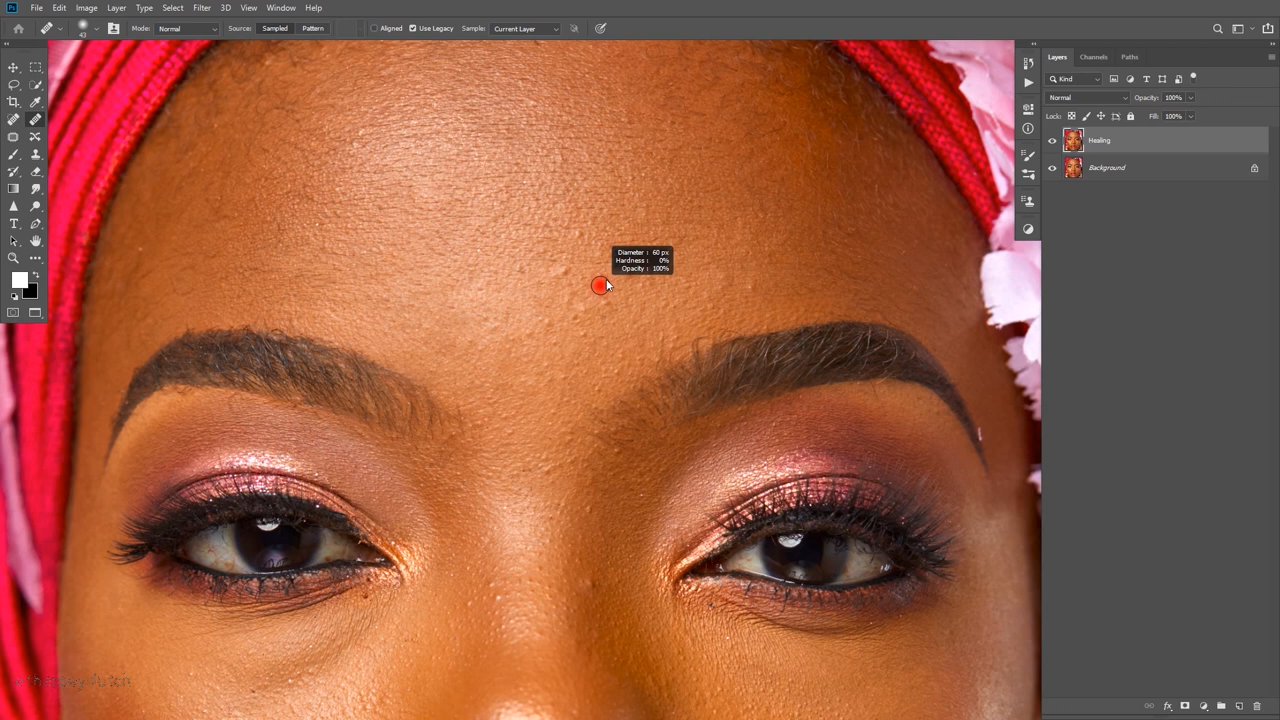 Ps File Edit Image Layer Type Select Filter 3D View Window Help
43 Mode: Normal Source: Sampled Pattern Aligned Use Legacy Sample: Current Layer
Layers Channels Paths
Kind
Normal Opacity: 100%
Lock: Fill: 100%
Healing
Background
Diameter : 60 px
Hardness : 0%
Opacity : 100%